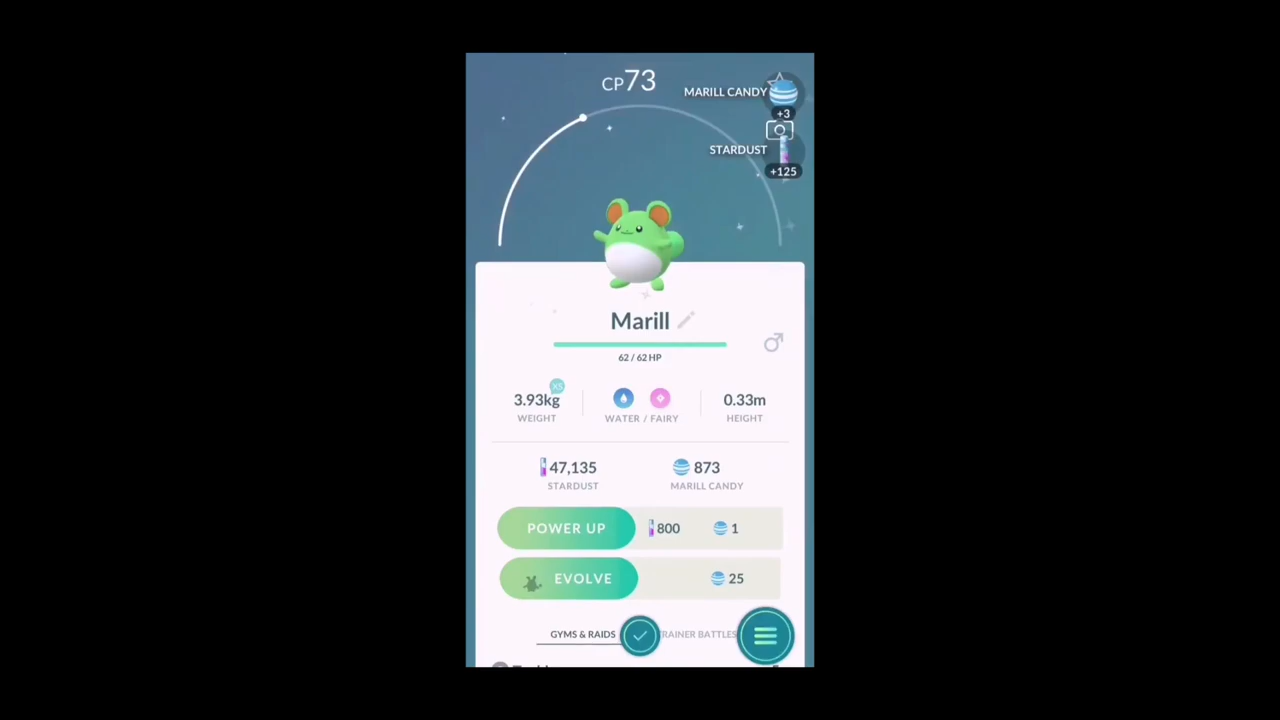 CP73
MARILL CANDY
+3
STARDUST
+125
Marill
62 / 62 HP
XS
3.93kg
WEIGHT
WATER / FAIRY
0.33m
HEIGHT
47,135
STARDUST
873
MARILL CANDY
POWER UP
800
1
EVOLVE
25
GYMS & RAIDS
TRAINER BATTLES